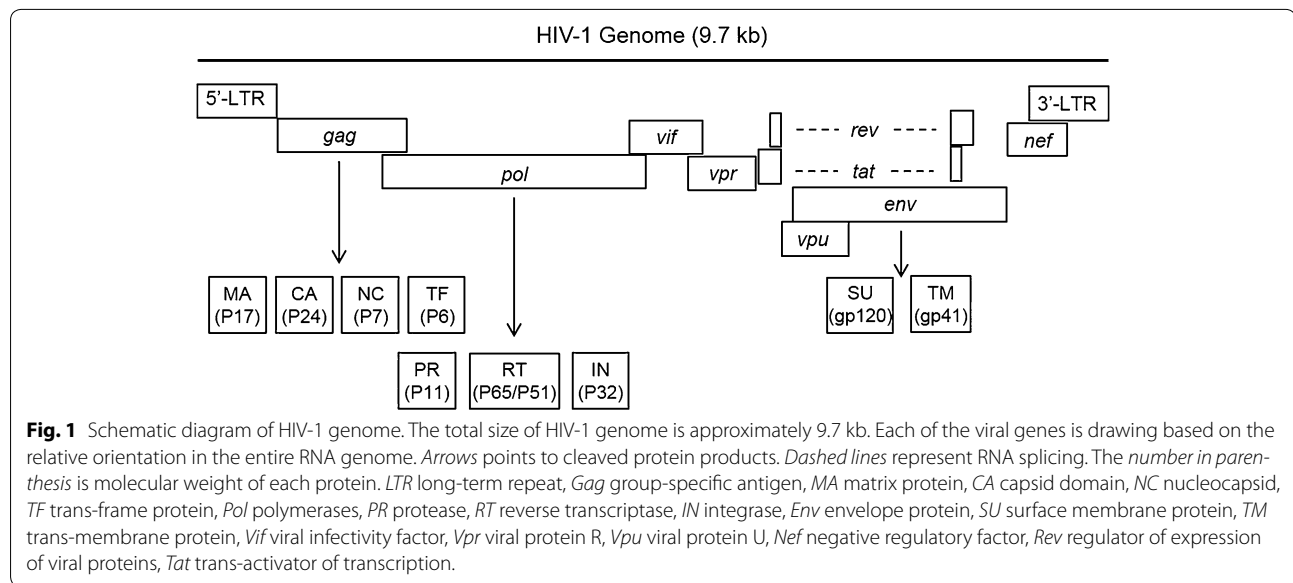 HIV-1 Genome (9.7 kb)
5’-LTR
3’-LTR
gag
vif
rev
nef
pol
vpr
tat
env
vpu
MA
(P17)
CA
(P24)
NC
(P7)
TF
(P6)
SU
(gp120)
TM
(gp41)
PR
(P11)
RT
(P65/P51)
IN
(P32)
Fig. 1 Schematic diagram of HIV-1 genome. The total size of HIV-1 genome is approximately 9.7 kb. Each of the viral genes is drawing based on the
relative orientation in the entire RNA genome. Arrows points to cleaved protein products. Dashed lines represent RNA splicing. The number in paren-
thesis is molecular weight of each protein. LTR long-term repeat, Gag group-specific antigen, MA matrix protein, CA capsid domain, NC nucleocapsid,
TF trans-frame protein, Pol polymerases, PR protease, RT reverse transcriptase, IN integrase, Env envelope protein, SU surface membrane protein, TM
trans-membrane protein, Vif viral infectivity factor, Vpr viral protein R, Vpu viral protein U, Nef negative regulatory factor, Rev regulator of expression
of viral proteins, Tat trans-activator of transcription.